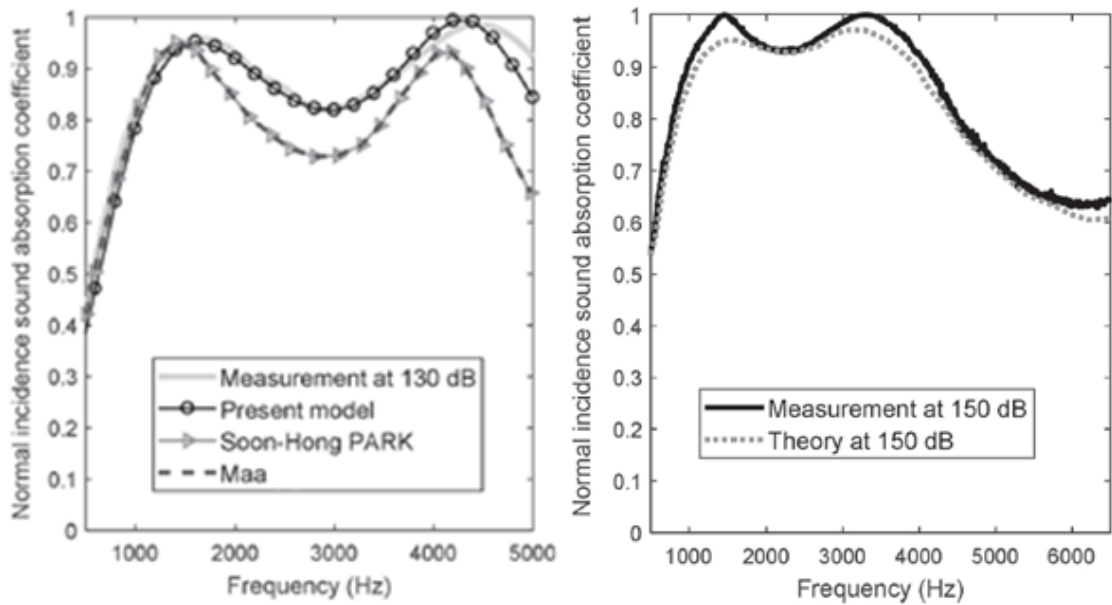 Normal incidence sound absorption coefficient
1
0.9
0.8
0.7
0.6
0.5
0.4
0.3
0.2
0.1
0
Measurement at 130 dB
Present model
Soon-Hong PARK
Maa
1000 2000 3000 4000 5000
Frequency (Hz)
Normal incidence sound absorption coefficient
1
0.9
0.8
0.7
0.6
0.5
0.4
0.3
0.2
0.1
0
Measurement at 150 dB
Theory at 150 dB
1000 2000 3000 4000 5000 6000
Frequency (Hz)